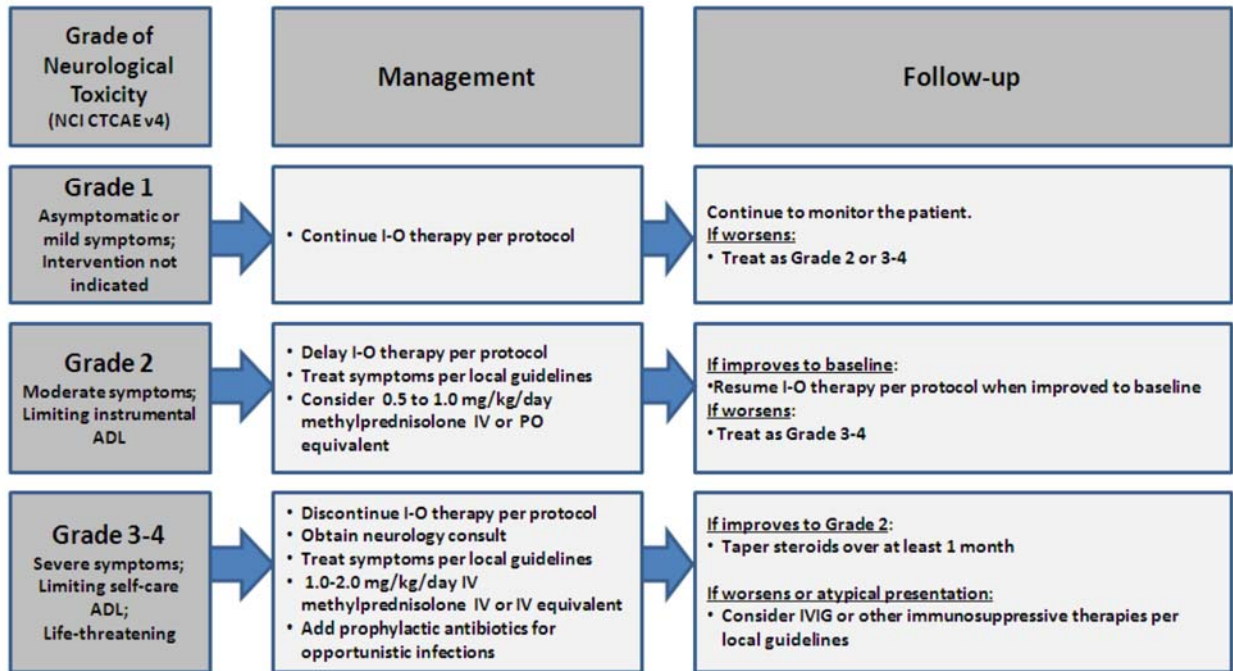 Grade of
Neurological
Toxicity
(NCI CTCAE v4)
Management
Follow-up
Grade 1
Asymptomatic or
mild symptoms;
Intervention not
indicated
• Continue I-O therapy per protocol
Continue to monitor the patient.
If worsens:
• Treat as Grade 2 or 3-4
Grade 2
Moderate symptoms;
Limiting instrumental
ADL
• Delay I-O therapy per protocol
• Treat symptoms per local guidelines
• Consider 0.5 to 1.0 mg/kg/day
methylprednisolone IV or PO
equivalent
If improves to baseline:
•Resume I-O therapy per protocol when improved to baseline
If worsens:
• Treat as Grade 3-4
Grade 3-4
Severe symptoms;
Limiting self-care
ADL;
Life-threatening
• Discontinue I-O therapy per protocol
• Obtain neurology consult
• Treat symptoms per local guidelines
• 1.0-2.0 mg/kg/day IV
methylprednisolone IV or IV equivalent
• Add prophylactic antibiotics for
opportunistic infections
If improves to Grade 2:
• Taper steroids over at least 1 month
If worsens or atypical presentation:
• Consider IVIG or other immunosuppressive therapies per
local guidelines